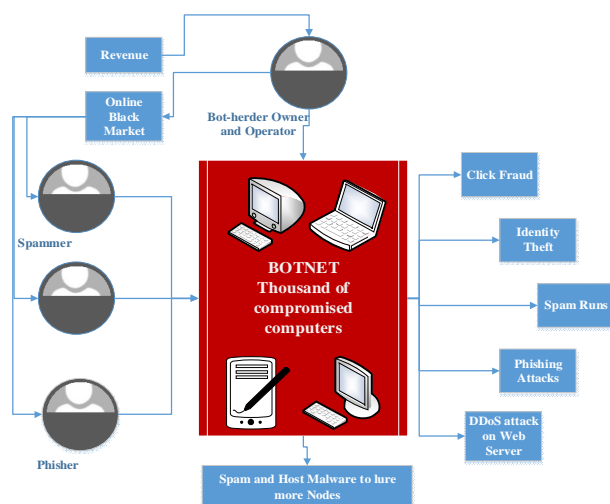 Revenue
Online
Black
Market
Bot-herder Owner
and Operator
Spammer
Phisher
BOTNET
Thousand of
compromised
computers
Click Fraud
Identity
Theft
Spam Runs
Phishing
Attacks
DDoS attack
on Web
Server
Spam and Host Malware to lure
more Nodes